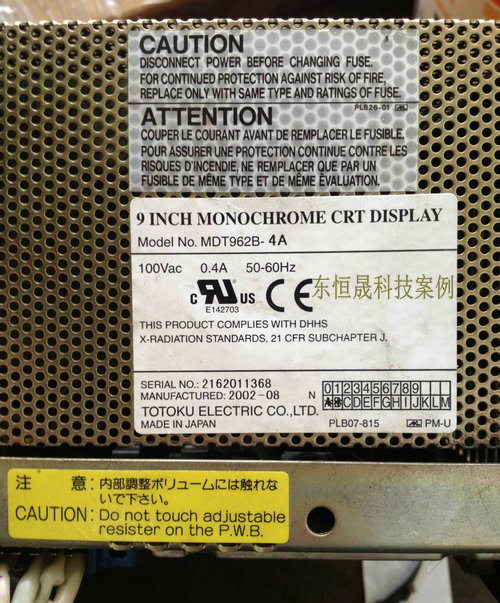 CAUTION
DISCONNECT POWER BEFORE CHANGING FUSE.
FOR CONTINUED PROTECTION AGAINST RISK OF FIRE,
REPLACE ONLY WITH SAME TYPE AND RATINGS OF FUSE.
PLB26-01
ATTENTION
COUPER LE COURANT AVANT DE REMPLACER LE FUSIBLE.
POUR ASSURER UNE PROTECTION CONTINUE CONTRE LES
RISQUES D'INCENDIE, NE REMPLACER QUE PAR UN
FUSIBLE DE MÊME TYPE ET DE MÊME ÉVALUATION.
9 INCH MONOCHROME CRT DISPLAY
Model No. MDT962B- 4A
100Vac 0.4A 50-60Hz
c RU US CE 东恒晟科技案例
E142703
THIS PRODUCT COMPLIES WITH DHHS
X-RADIATION STANDARDS, 21 CFR SUBCHAPTER J.
SERIAL NO.: 2162011368
MANUFACTURED: 2002-08
N 0123456789
ABCDEFGHIJKLM
TOTOKU ELECTRIC CO.,LTD.
MADE IN JAPAN
PLB07-815 PM-U
注 意: 内部調整ボリュームには触れな
いで下さい。
CAUTION: Do not touch adjustable
resister on the P.W.B.